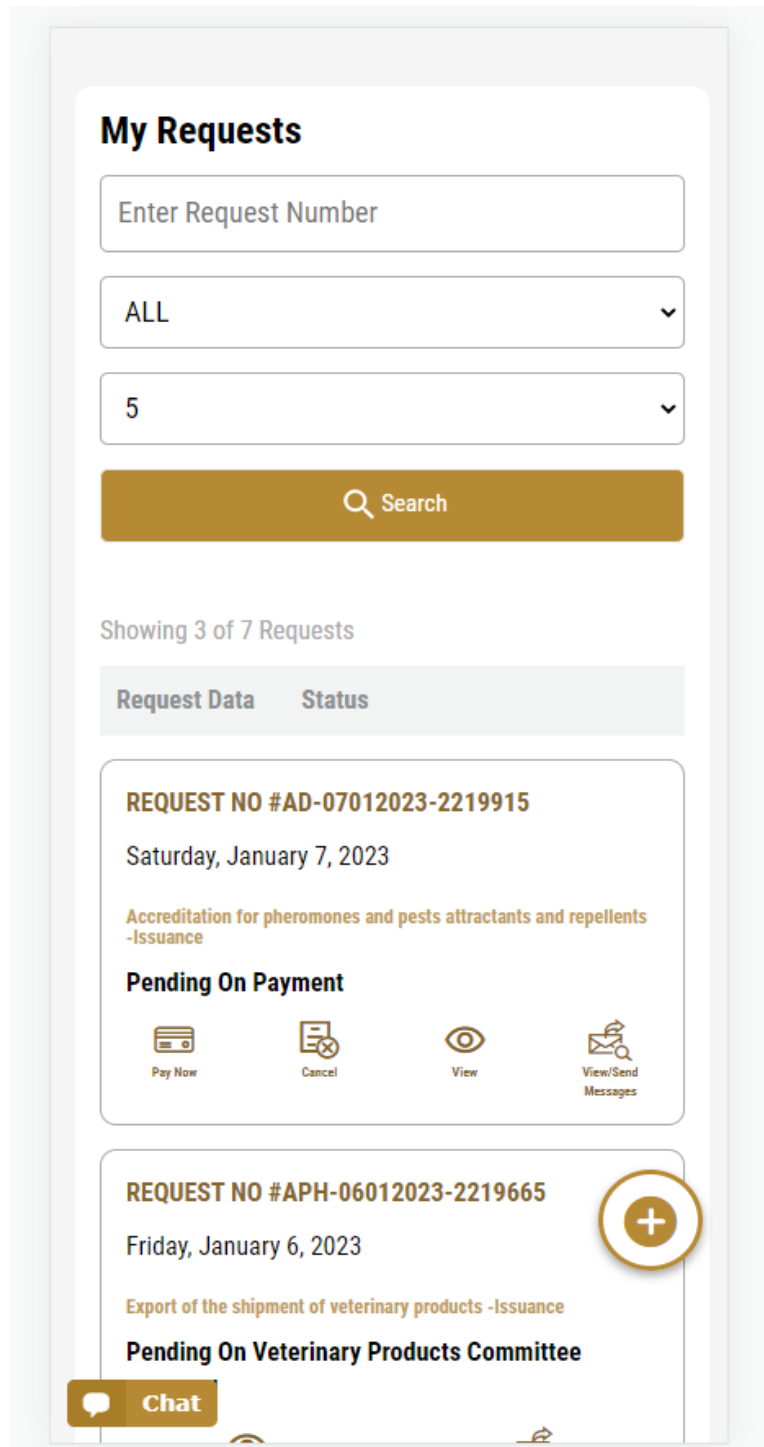 My Requests
Enter Request Number
ALL
5
Search
Showing 3 of 7 Requests
Request Data Status
REQUEST NO #AD-07012023-2219915
Saturday, January 7, 2023
Accreditation for pheromones and pests attractants and repellents
-Issuance
Pending On Payment
Pay Now Cancel View View/Send
Messages
REQUEST NO #APH-06012023-2219665
Friday, January 6, 2023
Export of the shipment of veterinary products -Issuance
Pending On Veterinary Products Committee
Chat